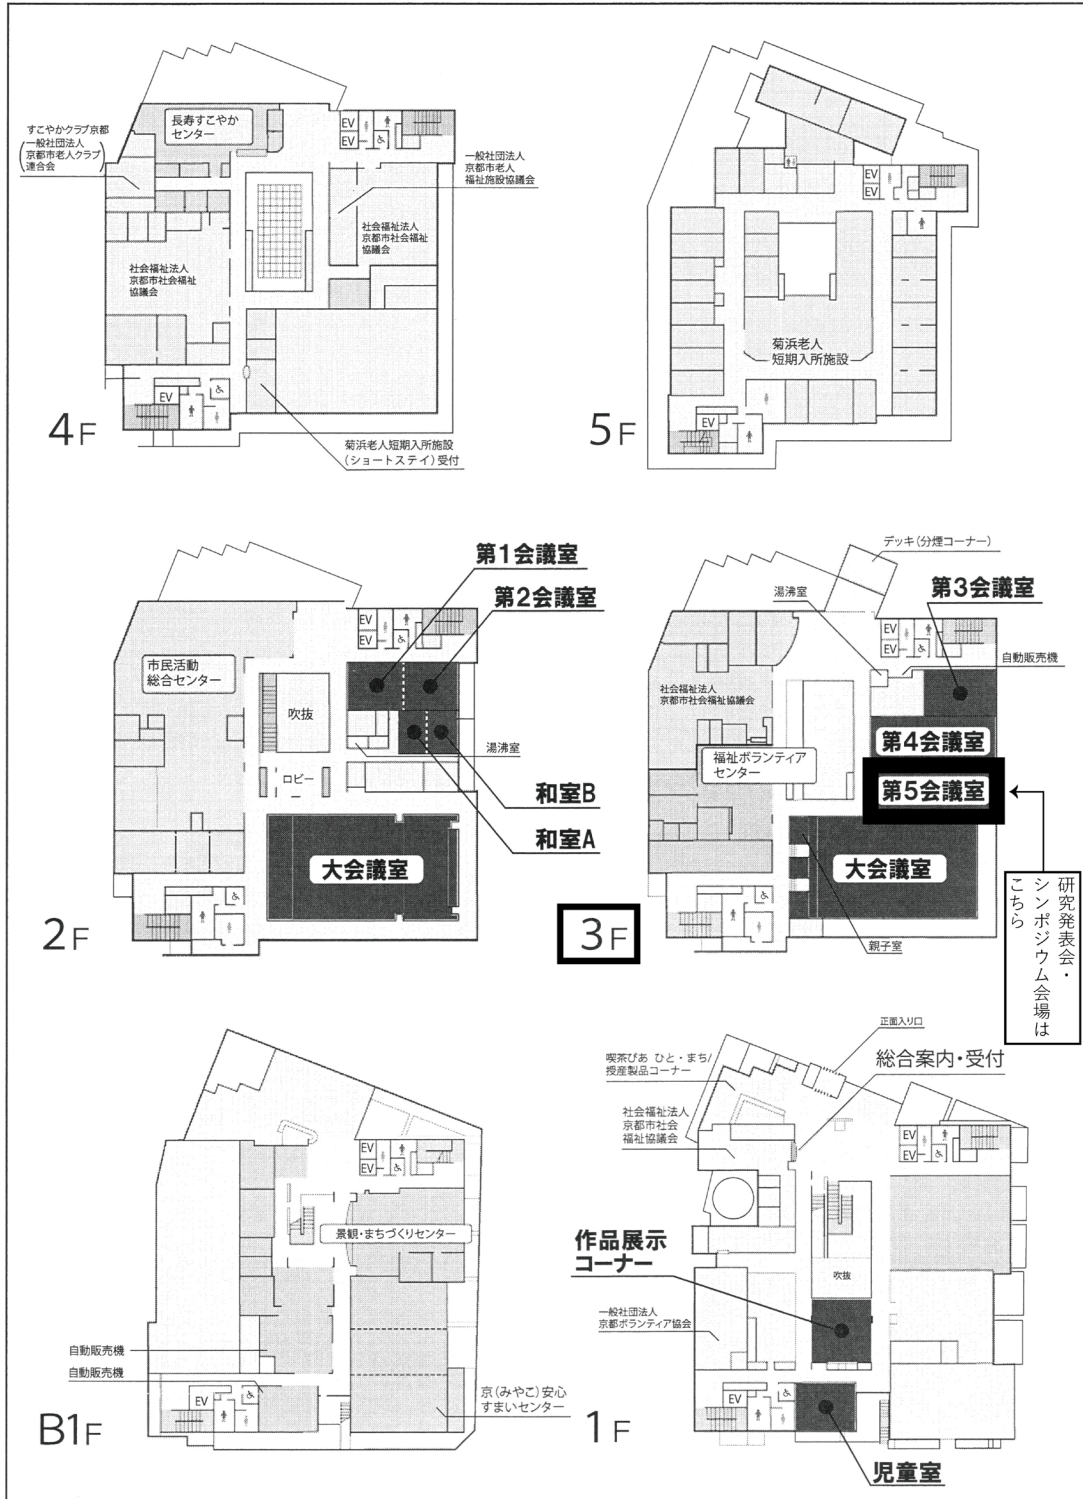 すこやかクラブ京都
一般社団法人
京都市老人クラブ
連合会
長寿すこやか
センター
EV
EV
一般社団法人
京都市老人
福祉施設協議会
社会福祉法人
京都市社会福祉
協議会
社会福祉法人
京都市社会福祉
協議会
EV
4F
菊浜老人短期入所施設
(ショートステイ)受付
EV
EV
菊浜老人
短期入所施設
EV
5F
第1会議室
第2会議室
EV
EV
市民活動
総合センター
吹抜
湯沸室
ロビー
和室B
和室A
大会議室
EV
2F
デッキ(分煙コーナー)
湯沸室
第3会議室
EV
EV
自動販売機
社会福祉法人
京都市社会福祉協議会
第4会議室
福祉ボランティア
センター
第5会議室
大会議室
EV
3F
親子室
研究発表会・
シンポジウム会場は
こちら
EV
EV
景観・まちづくりセンター
自動販売機
自動販売機
EV
京(みやこ)安心
すまいセンター
B1F
正面入り口
喫茶ぴあ ひと・まち/
授産製品コーナー
総合案内・受付
社会福祉法人
京都市社会
福祉協議会
EV
EV
作品展示
コーナー
吹抜
一般社団法人
京都ボランティア協会
EV
1F
児童室